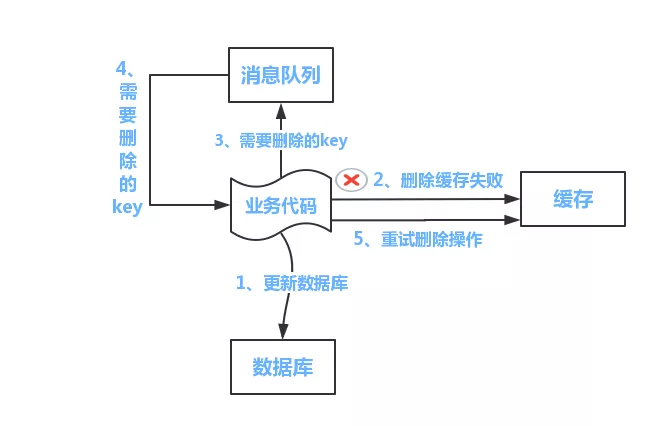 消息队列
4、需要删除的key
3、需要删除的key
2、删除缓存失败
业务代码
缓存
5、重试删除操作
1、更新数据库
数据库